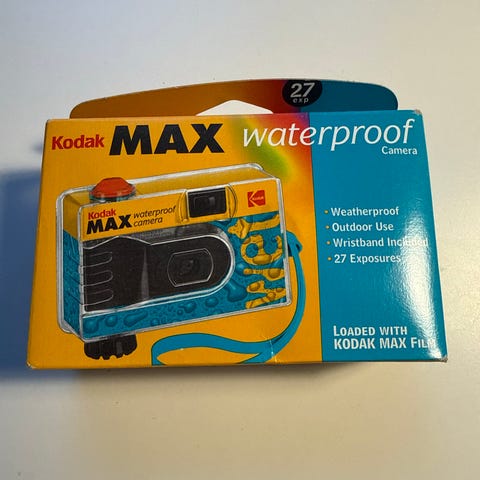 27
exp
Kodak MAX waterproof
Camera
Kodak
Kodak
MAX waterproof
camera
• Weatherproof
• Outdoor Use
• Wristband Included
• 27 Exposures
LOADED WITH
KODAK MAX FILM